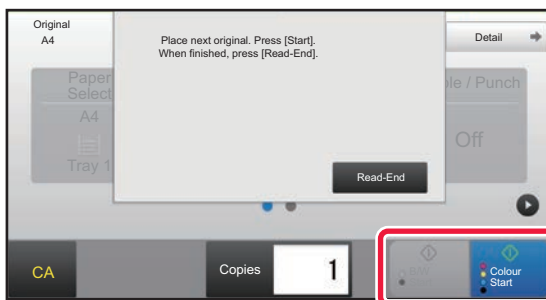 Original
A4
Place next original. Press [Start].
When finished, press [Read-End].
Detail
Paper
Select
A4
Tray 1
ple / Punch
Off
Read-End
CA
Copies
1
B/W
Colour
Start